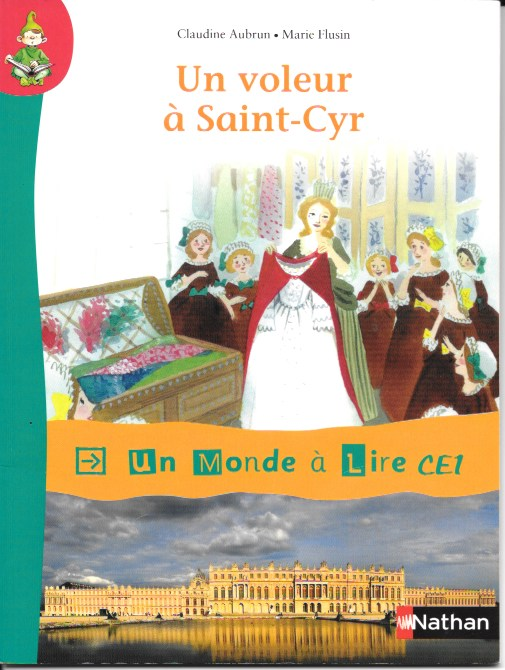 Claudine Aubrun • Marie Flusin
Un voleur
à Saint-Cyr
Un Monde à Lire CE1
Nathan